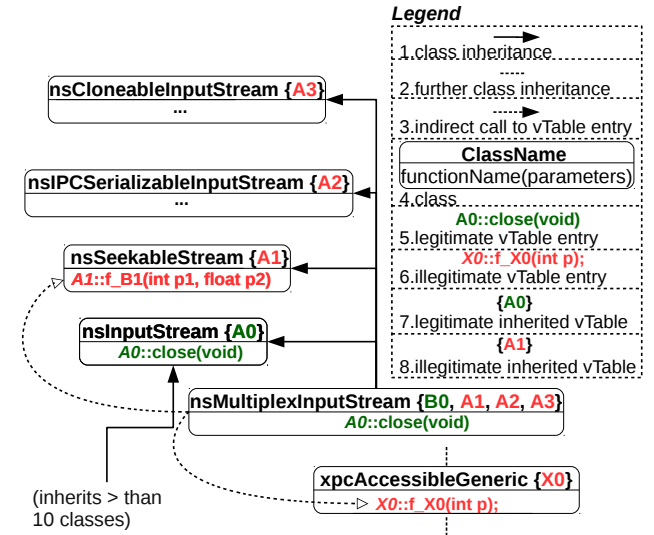 Legend
1.class inheritance
2.further class inheritance
3.indirect call to vTable entry
ClassName
functionName(parameters)
4.class
A0::close(void)
5.legitimate vTable entry
X0::f_X0(int p);
6.illegitimate vTable entry
{A0}
7.legitimate inherited vTable
{A1}
8.illegitimate inherited vTable
nsCloneableInputStream {A3}
...
nsIPCSerializableInputStream {A2}
...
nsSeekableStream {A1}
A1::f_B1(int p1, float p2)
nsInputStream {A0}
A0::close(void)
nsMultiplexInputStream {B0, A1, A2, A3}
A0::close(void)
xpcAccessibleGeneric {X0}
X0::f_X0(int p);
(inherits > than
10 classes)